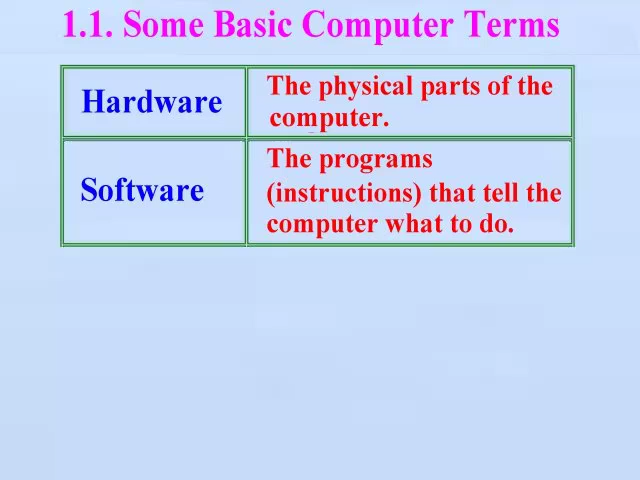 1.1. Some Basic Computer Terms
Hardware
The physical parts of the
computer.
Software
The programs
(instructions) that tell the
computer what to do.